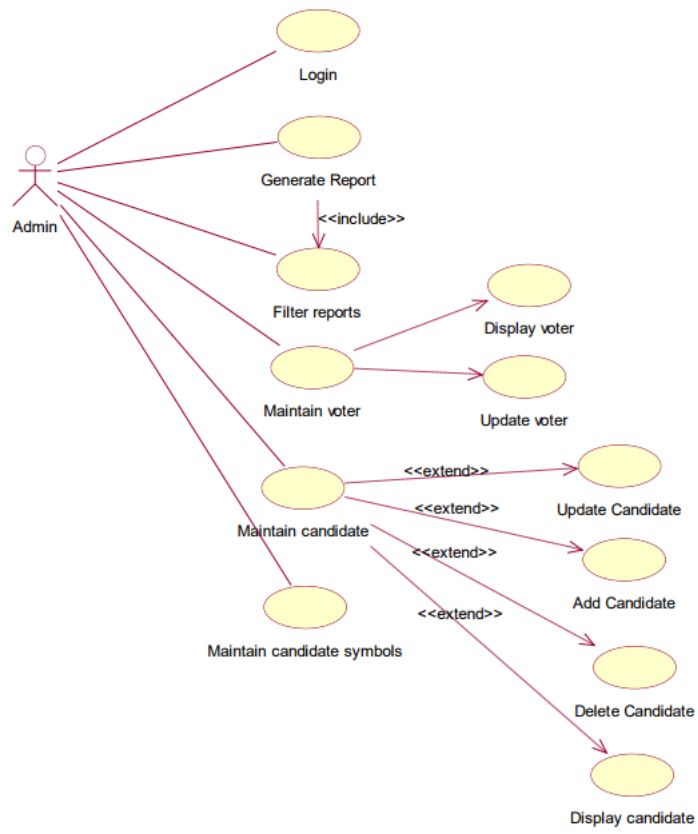 Login
Generate Report
Admin
<<include>>
Filter reports
Display voter
Maintain voter
Update voter
<<extend>>
Update Candidate
<<extend>>
Maintain candidate
<<extend>>
Add Candidate
<<extend>>
Maintain candidate symbols
Delete Candidate
Display candidate